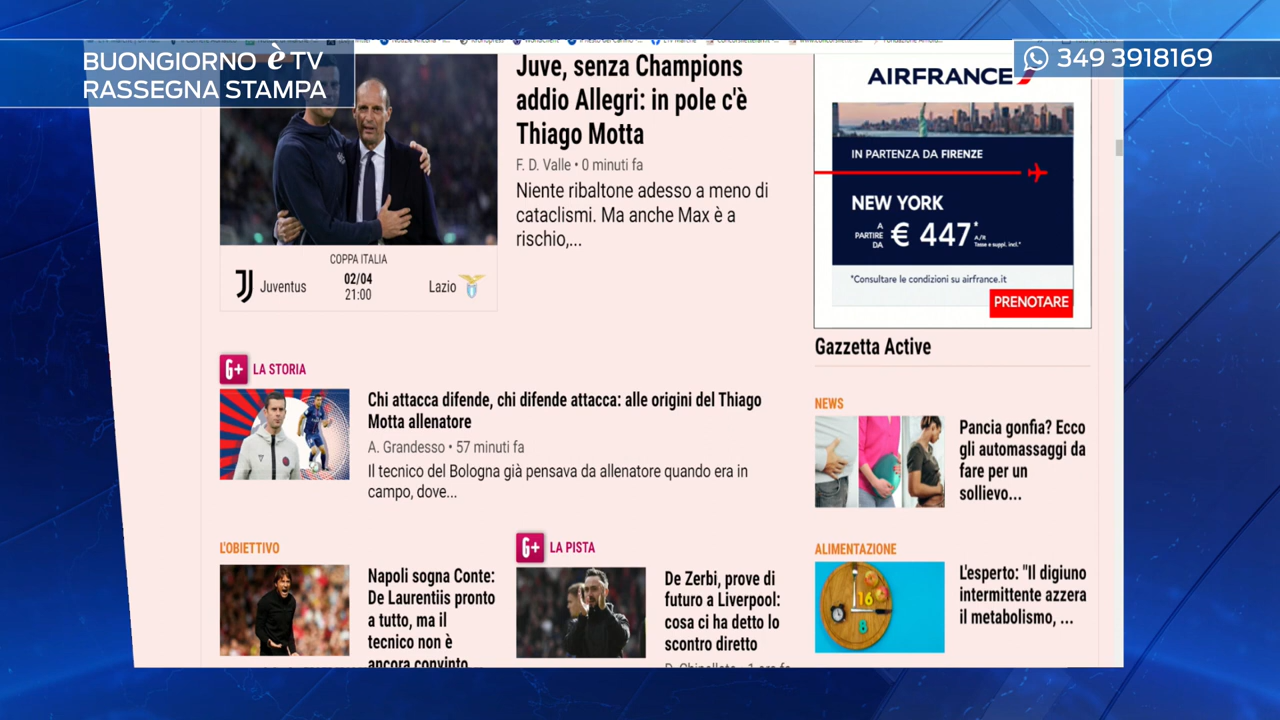 BUONGIORNO è TV
RASSEGNA STAMPA
349 3918169
Juve, senza Champions
addio Allegri: in pole c'è
Thiago Motta
F. D. Valle • 0 minuti fa
Niente ribaltone adesso a meno di
cataclismi. Ma anche Max è a
rischio,...
COPPA ITALIA
Juventus
02/04
21:00
Lazio
AIRFRANCE
IN PARTENZA DA FIRENZE
NEW YORK
A
PARTIRE
DA
€ 447*
A/R
Tasse e suppl. incl.*
*Consultare le condizioni su airfrance.it
PRENOTARE
G+ LA STORIA
Chi attacca difende, chi difende attacca: alle origini del Thiago
Motta allenatore
A. Grandesso • 57 minuti fa
Il tecnico del Bologna già pensava da allenatore quando era in
campo, dove...
L'OBIETTIVO
Napoli sogna Conte:
De Laurentiis pronto
a tutto, ma il
tecnico non è
ancora convinto
G+ LA PISTA
De Zerbi, prove di
futuro a Liverpool:
cosa ci ha detto lo
scontro diretto
Gazzetta Active
NEWS
Pancia gonfia? Ecco
gli automassaggi da
fare per un
sollievo...
ALIMENTAZIONE
16
8
L'esperto: "Il digiuno
intermittente azzera
il metabolismo, ...